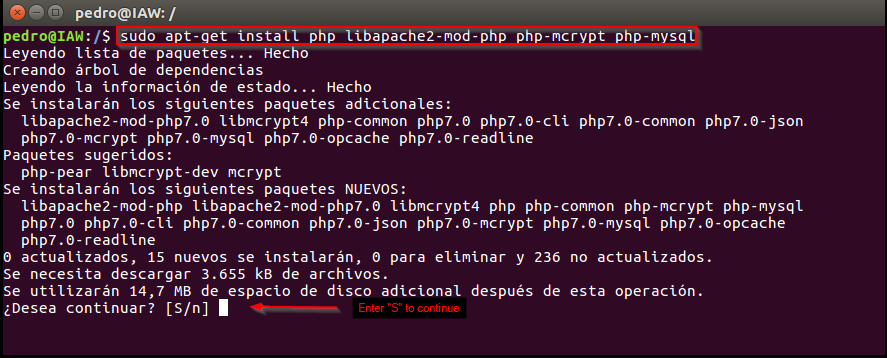 pedro@IAW: /
pedro@IAW:/$ sudo apt-get install php libapache2-mod-php php-mcrypt php-mysql
Leyendo lista de paquetes... Hecho
Creando árbol de dependencias
Leyendo la información de estado... Hecho
Se instalarán los siguientes paquetes adicionales:
  libapache2-mod-php7.0 libmcrypt4 php-common php7.0 php7.0-cli php7.0-common php7.0-json
  php7.0-mcrypt php7.0-mysql php7.0-opcache php7.0-readline
Paquetes sugeridos:
  php-pear libmcrypt-dev mcrypt
Se instalarán los siguientes paquetes NUEVOS:
  libapache2-mod-php libapache2-mod-php7.0 libmcrypt4 php php-common php-mcrypt php-mysql
  php7.0 php7.0-cli php7.0-common php7.0-json php7.0-mcrypt php7.0-mysql php7.0-opcache
  php7.0-readline
0 actualizados, 15 nuevos se instalarán, 0 para eliminar y 236 no actualizados.
Se necesita descargar 3.655 kB de archivos.
Se utilizarán 14,7 MB de espacio de disco adicional después de esta operación.
¿Desea continuar? [S/n]
Enter "S" to continue